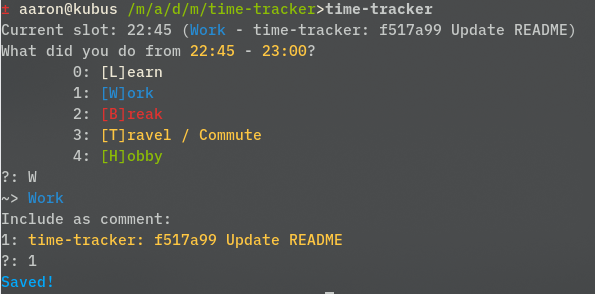 ± aaron@kubus /m/a/d/m/time-tracker>time-tracker
Current slot: 22:45 (Work - time-tracker: f517a99 Update README)
What did you do from 22:45 - 23:00?
0: [L]earn
1: [W]ork
2: [B]reak
3: [T]ravel / Commute
4: [H]obby
?: W
~> Work
Include as comment:
1: time-tracker: f517a99 Update README
?: 1
Saved!